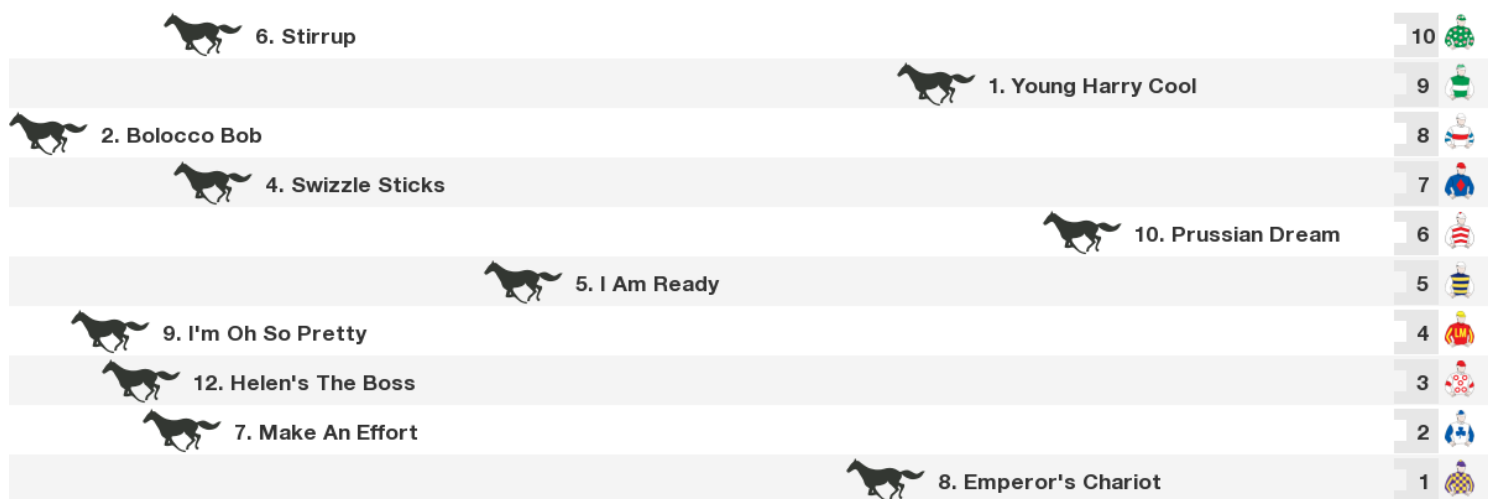 6. Stirrup 10
1. Young Harry Cool 9
2. Bolocco Bob 8
4. Swizzle Sticks 7
10. Prussian Dream 6
5. I Am Ready 5
9. I'm Oh So Pretty 4 LM
12. Helen's The Boss 3
7. Make An Effort 2
8. Emperor's Chariot 1